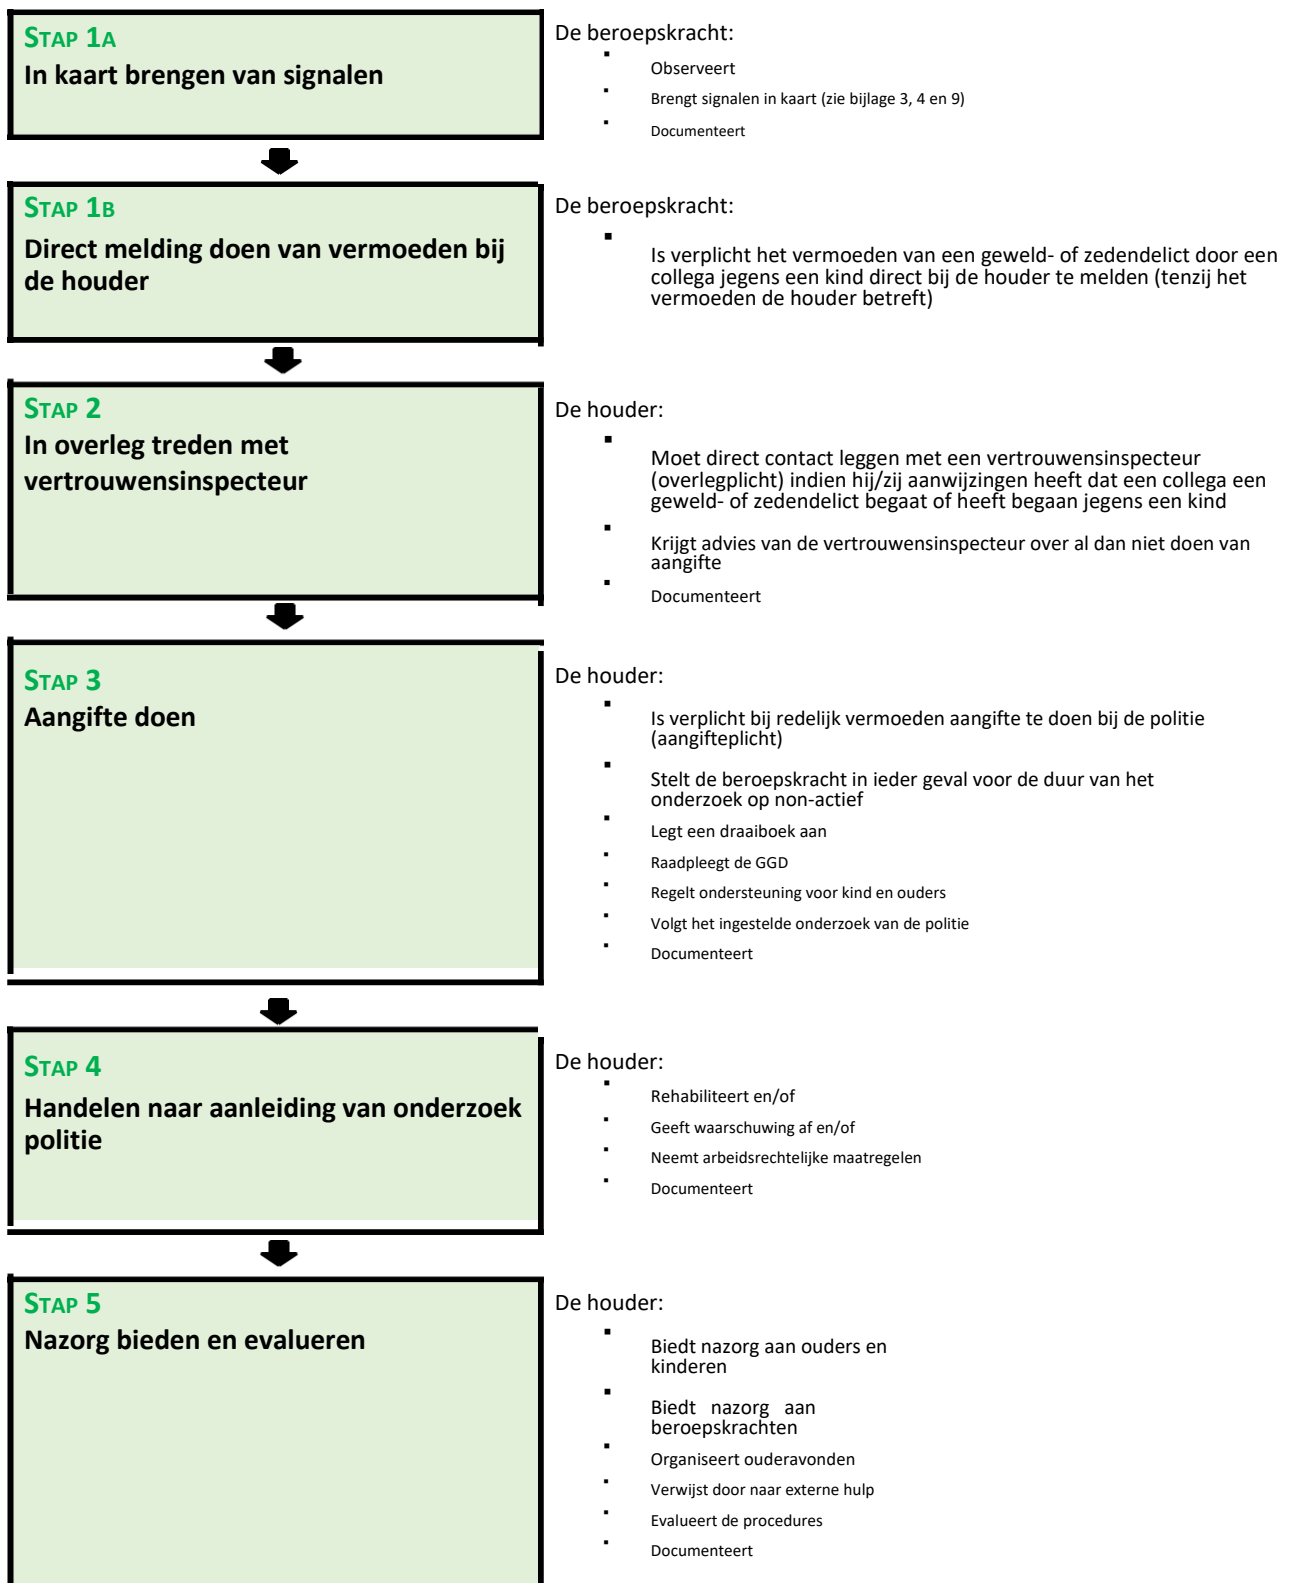 STAP 1A
In kaart brengen van signalen
De beroepskracht:
▪ Observeert
▪ Brengt signalen in kaart (zie bijlage 3, 4 en 9)
▪ Documenteert
STAP 1B
Direct melding doen van vermoeden bij
de houder
De beroepskracht:
▪ Is verplicht het vermoeden van een geweld- of zedendelict door een
collega jegens een kind direct bij de houder te melden (tenzij het
vermoeden de houder betreft)
STAP 2
In overleg treden met
vertrouwensinspecteur
De houder:
▪ Moet direct contact leggen met een vertrouwensinspecteur
(overlegplicht) indien hij/zij aanwijzingen heeft dat een collega een
geweld- of zedendelict begaat of heeft begaan jegens een kind
▪ Krijgt advies van de vertrouwensinspecteur over al dan niet doen van
aangifte
▪ Documenteert
STAP 3
Aangifte doen
De houder:
▪ Is verplicht bij redelijk vermoeden aangifte te doen bij de politie
(aangifteplicht)
▪ Stelt de beroepskracht in ieder geval voor de duur van het
onderzoek op non-actief
▪ Legt een draaiboek aan
▪ Raadpleegt de GGD
▪ Regelt ondersteuning voor kind en ouders
▪ Volgt het ingestelde onderzoek van de politie
▪ Documenteert
STAP 4
Handelen naar aanleiding van onderzoek
politie
De houder:
▪ Rehabiliteert en/of
▪ Geeft waarschuwing af en/of
▪ Neemt arbeidsrechtelijke maatregelen
▪ Documenteert
STAP 5
Nazorg bieden en evalueren
De houder:
▪ Biedt nazorg aan ouders en
kinderen
▪ Biedt nazorg aan
beroepskrachten
▪ Organiseert ouderavonden
▪ Verwijst door naar externe hulp
▪ Evalueert de procedures
▪ Documenteert